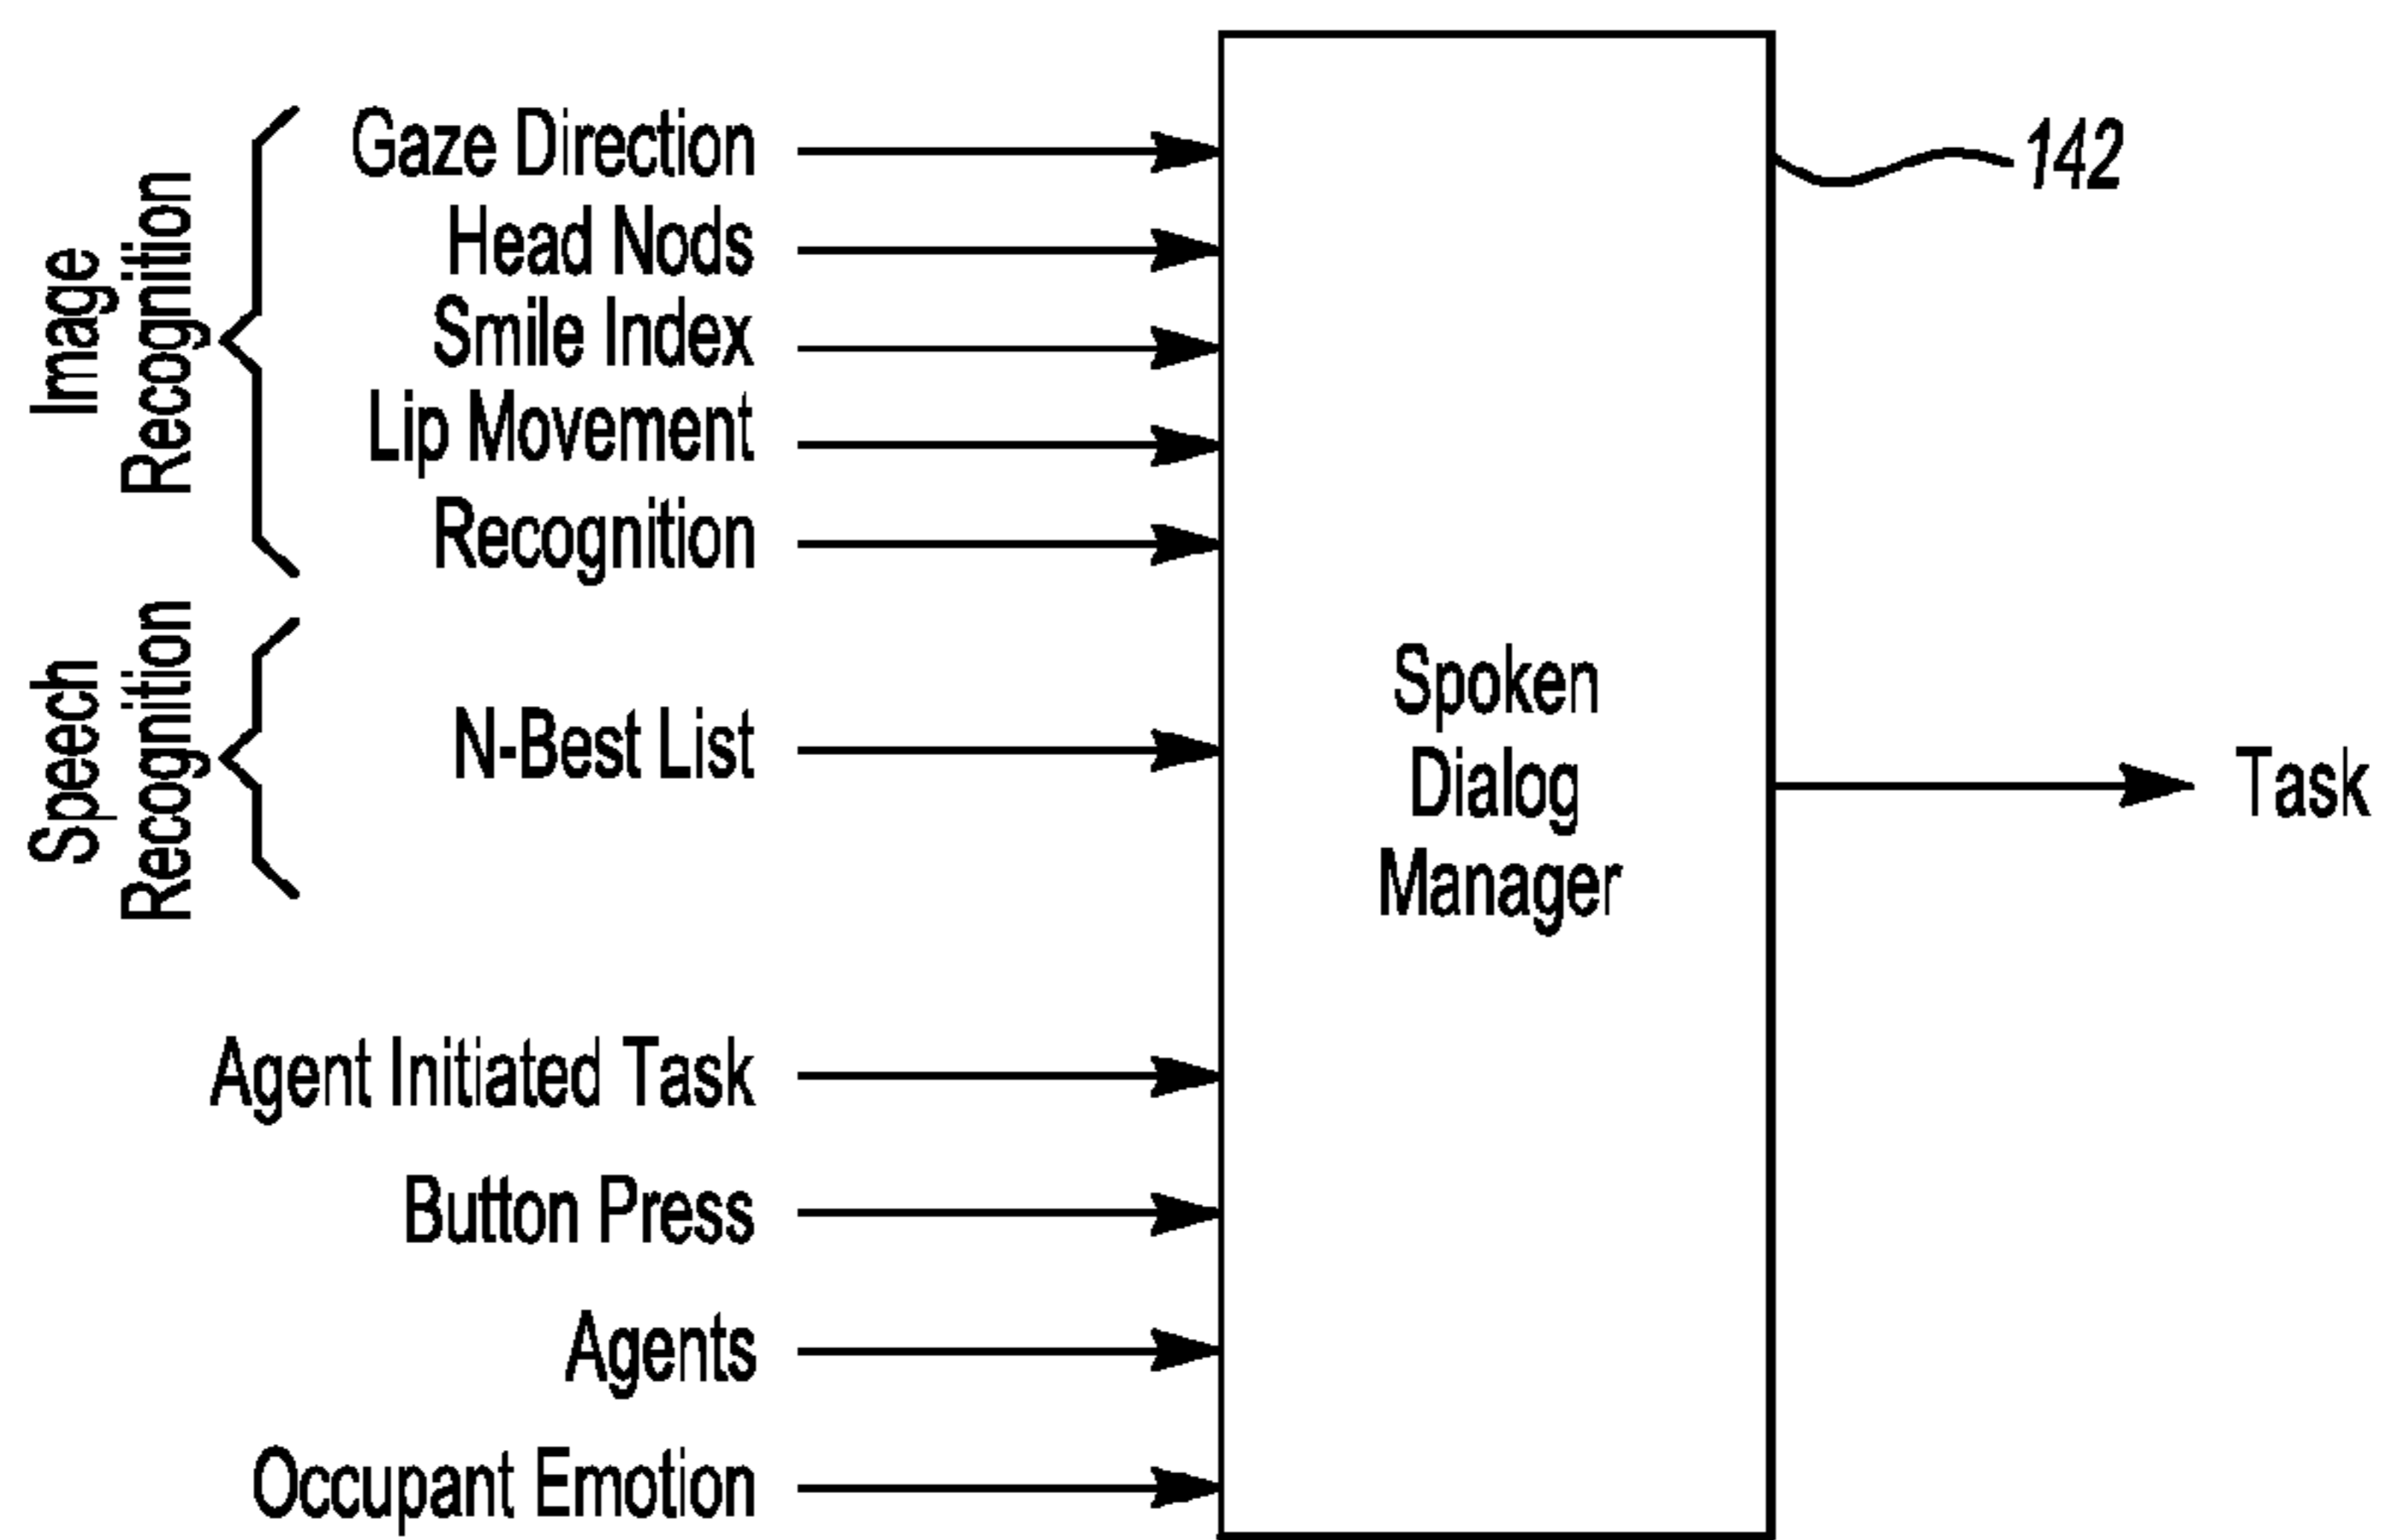 Image
Recognition
Gaze Direction
Head Nods
Smile Index
Lip Movement
Recognition
Speech
Recognition
N-Best List
Agent Initiated Task
Button Press
Agents
Occupant Emotion
Spoken
Dialog
Manager
142
Task